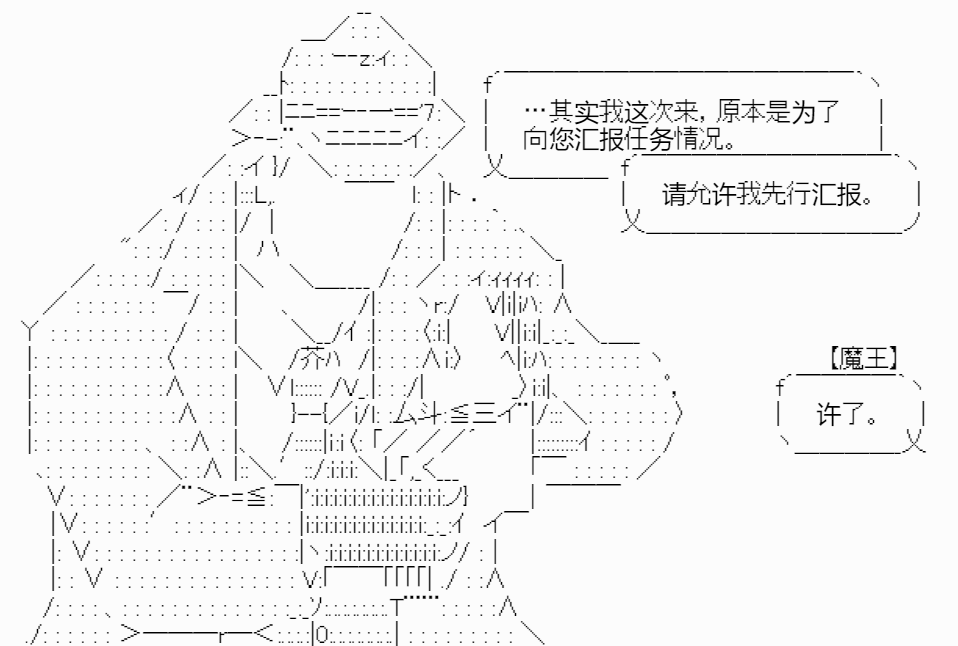 …其实我这次来，原本是为了
向您汇报任务情况。
请允许我先行汇报。
【魔王】
许了。